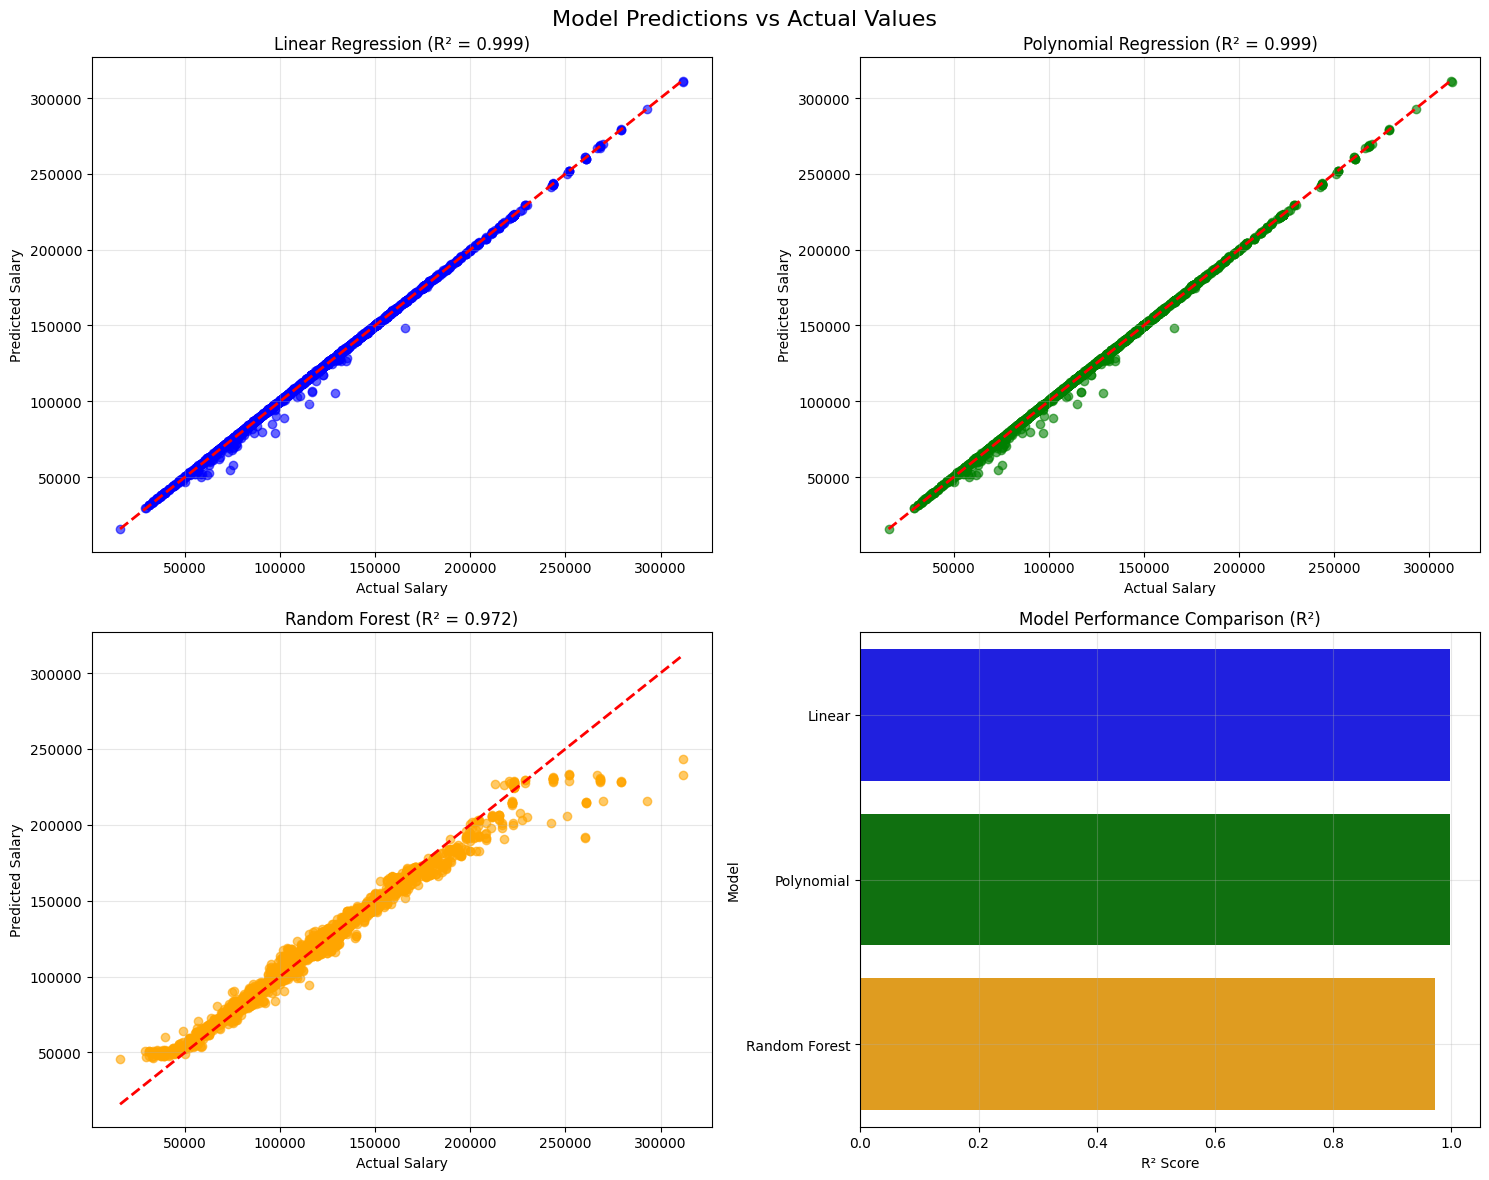 Model Predictions vs Actual Values
Linear Regression (R² = 0.999)
300000
250000
200000
150000
100000
50000
Predicted Salary
50000 100000 150000 200000 250000 300000
Actual Salary
Polynomial Regression (R² = 0.999)
300000
250000
200000
150000
100000
50000
Predicted Salary
50000 100000 150000 200000 250000 300000
Actual Salary
Random Forest (R² = 0.972)
300000
250000
200000
150000
100000
50000
Predicted Salary
50000 100000 150000 200000 250000 300000
Actual Salary
Model Performance Comparison (R²)
Linear
Polynomial
Random Forest
Model
0.0 0.2 0.4 0.6 0.8 1.0
R² Score